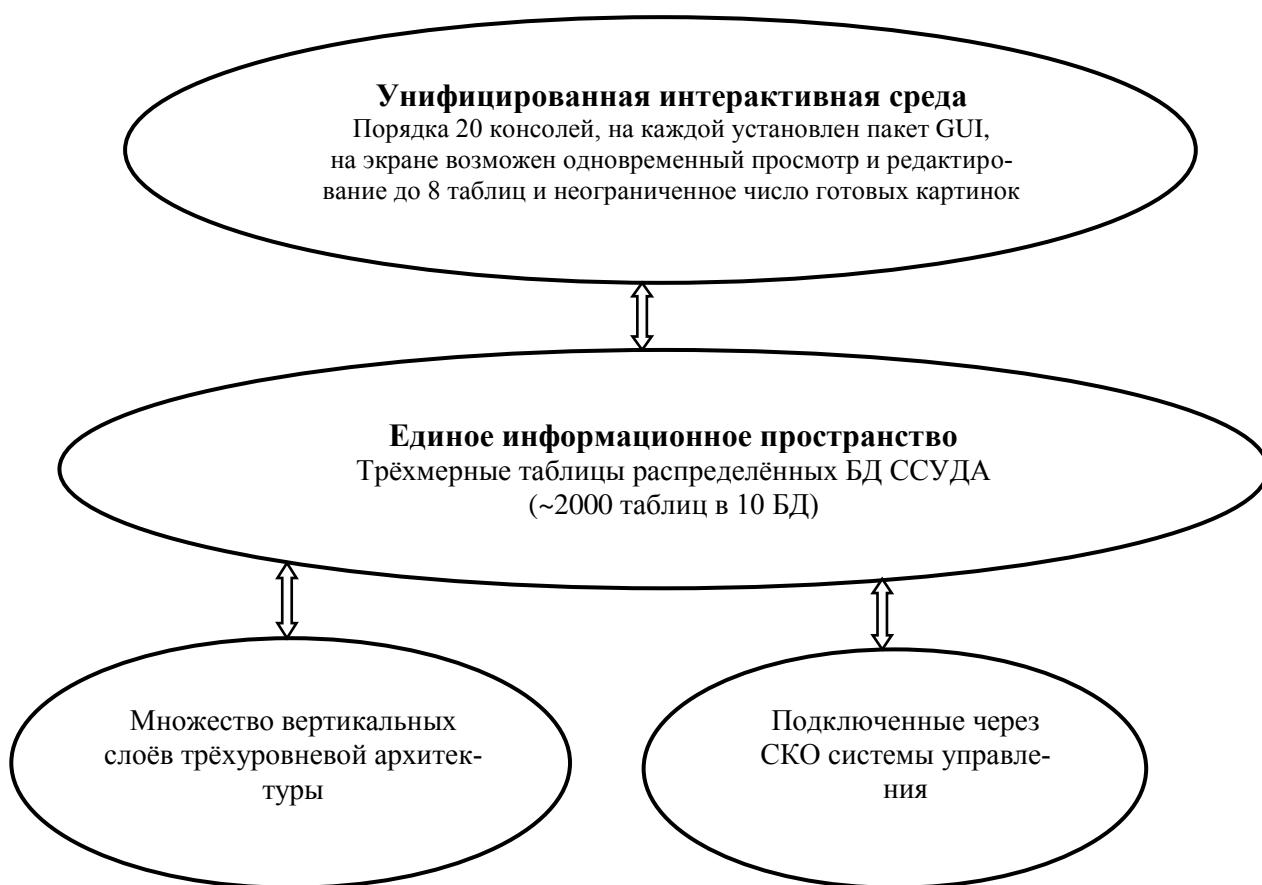 Унифицированная интерактивная среда
Порядка 20 консолей, на каждой установлен пакет GUI,
на экране возможен одновременный просмотр и редактиро-
вание до 8 таблиц и неограниченное число готовых картинок
Единое информационное пространство
Трёхмерные таблицы распределённых БД ССУДА
(~2000 таблиц в 10 БД)
Множество вертикальных
слоёв трёхуровневой архитек-
туры
Подключенные через
СКО системы управле-
ния